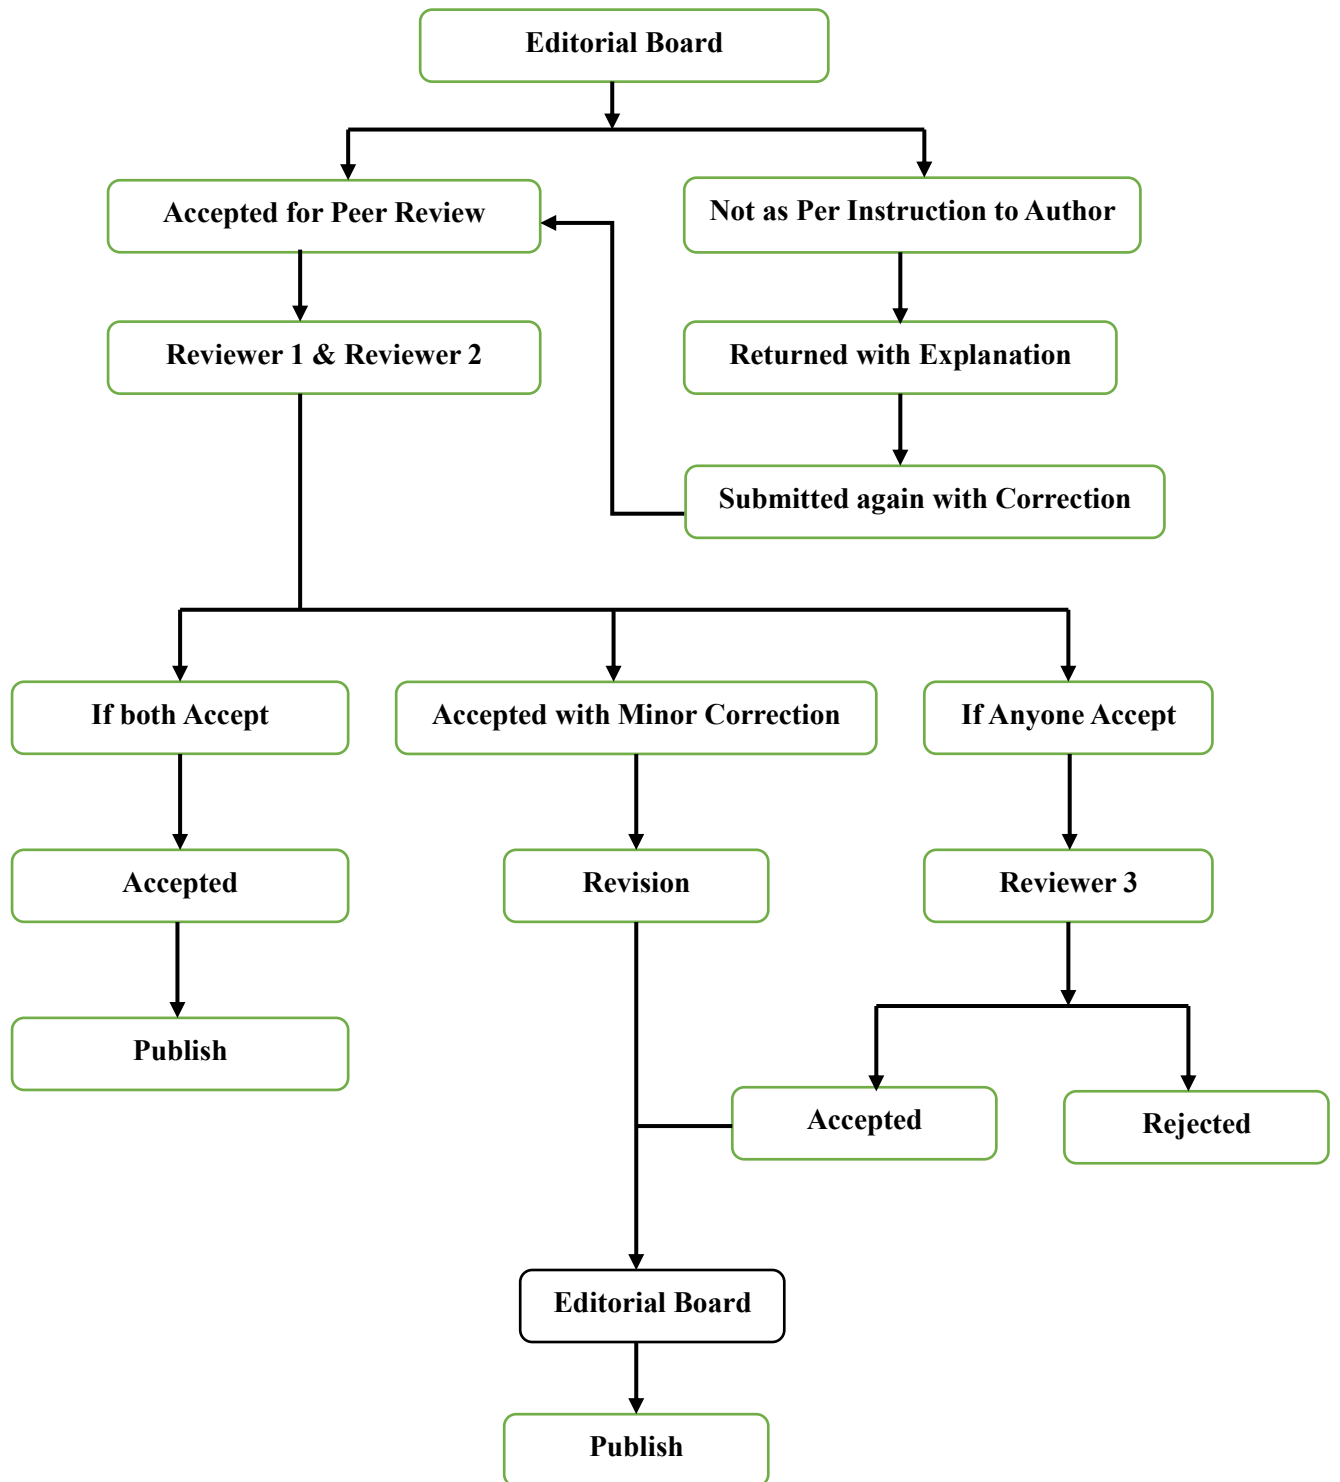 Editorial Board
Accepted for Peer Review
Not as Per Instruction to Author
Reviewer 1 & Reviewer 2
Returned with Explanation
Submitted again with Correction
If both Accept
Accepted with Minor Correction
If Anyone Accept
Accepted
Revision
Reviewer 3
Publish
Accepted
Rejected
Editorial Board
Publish